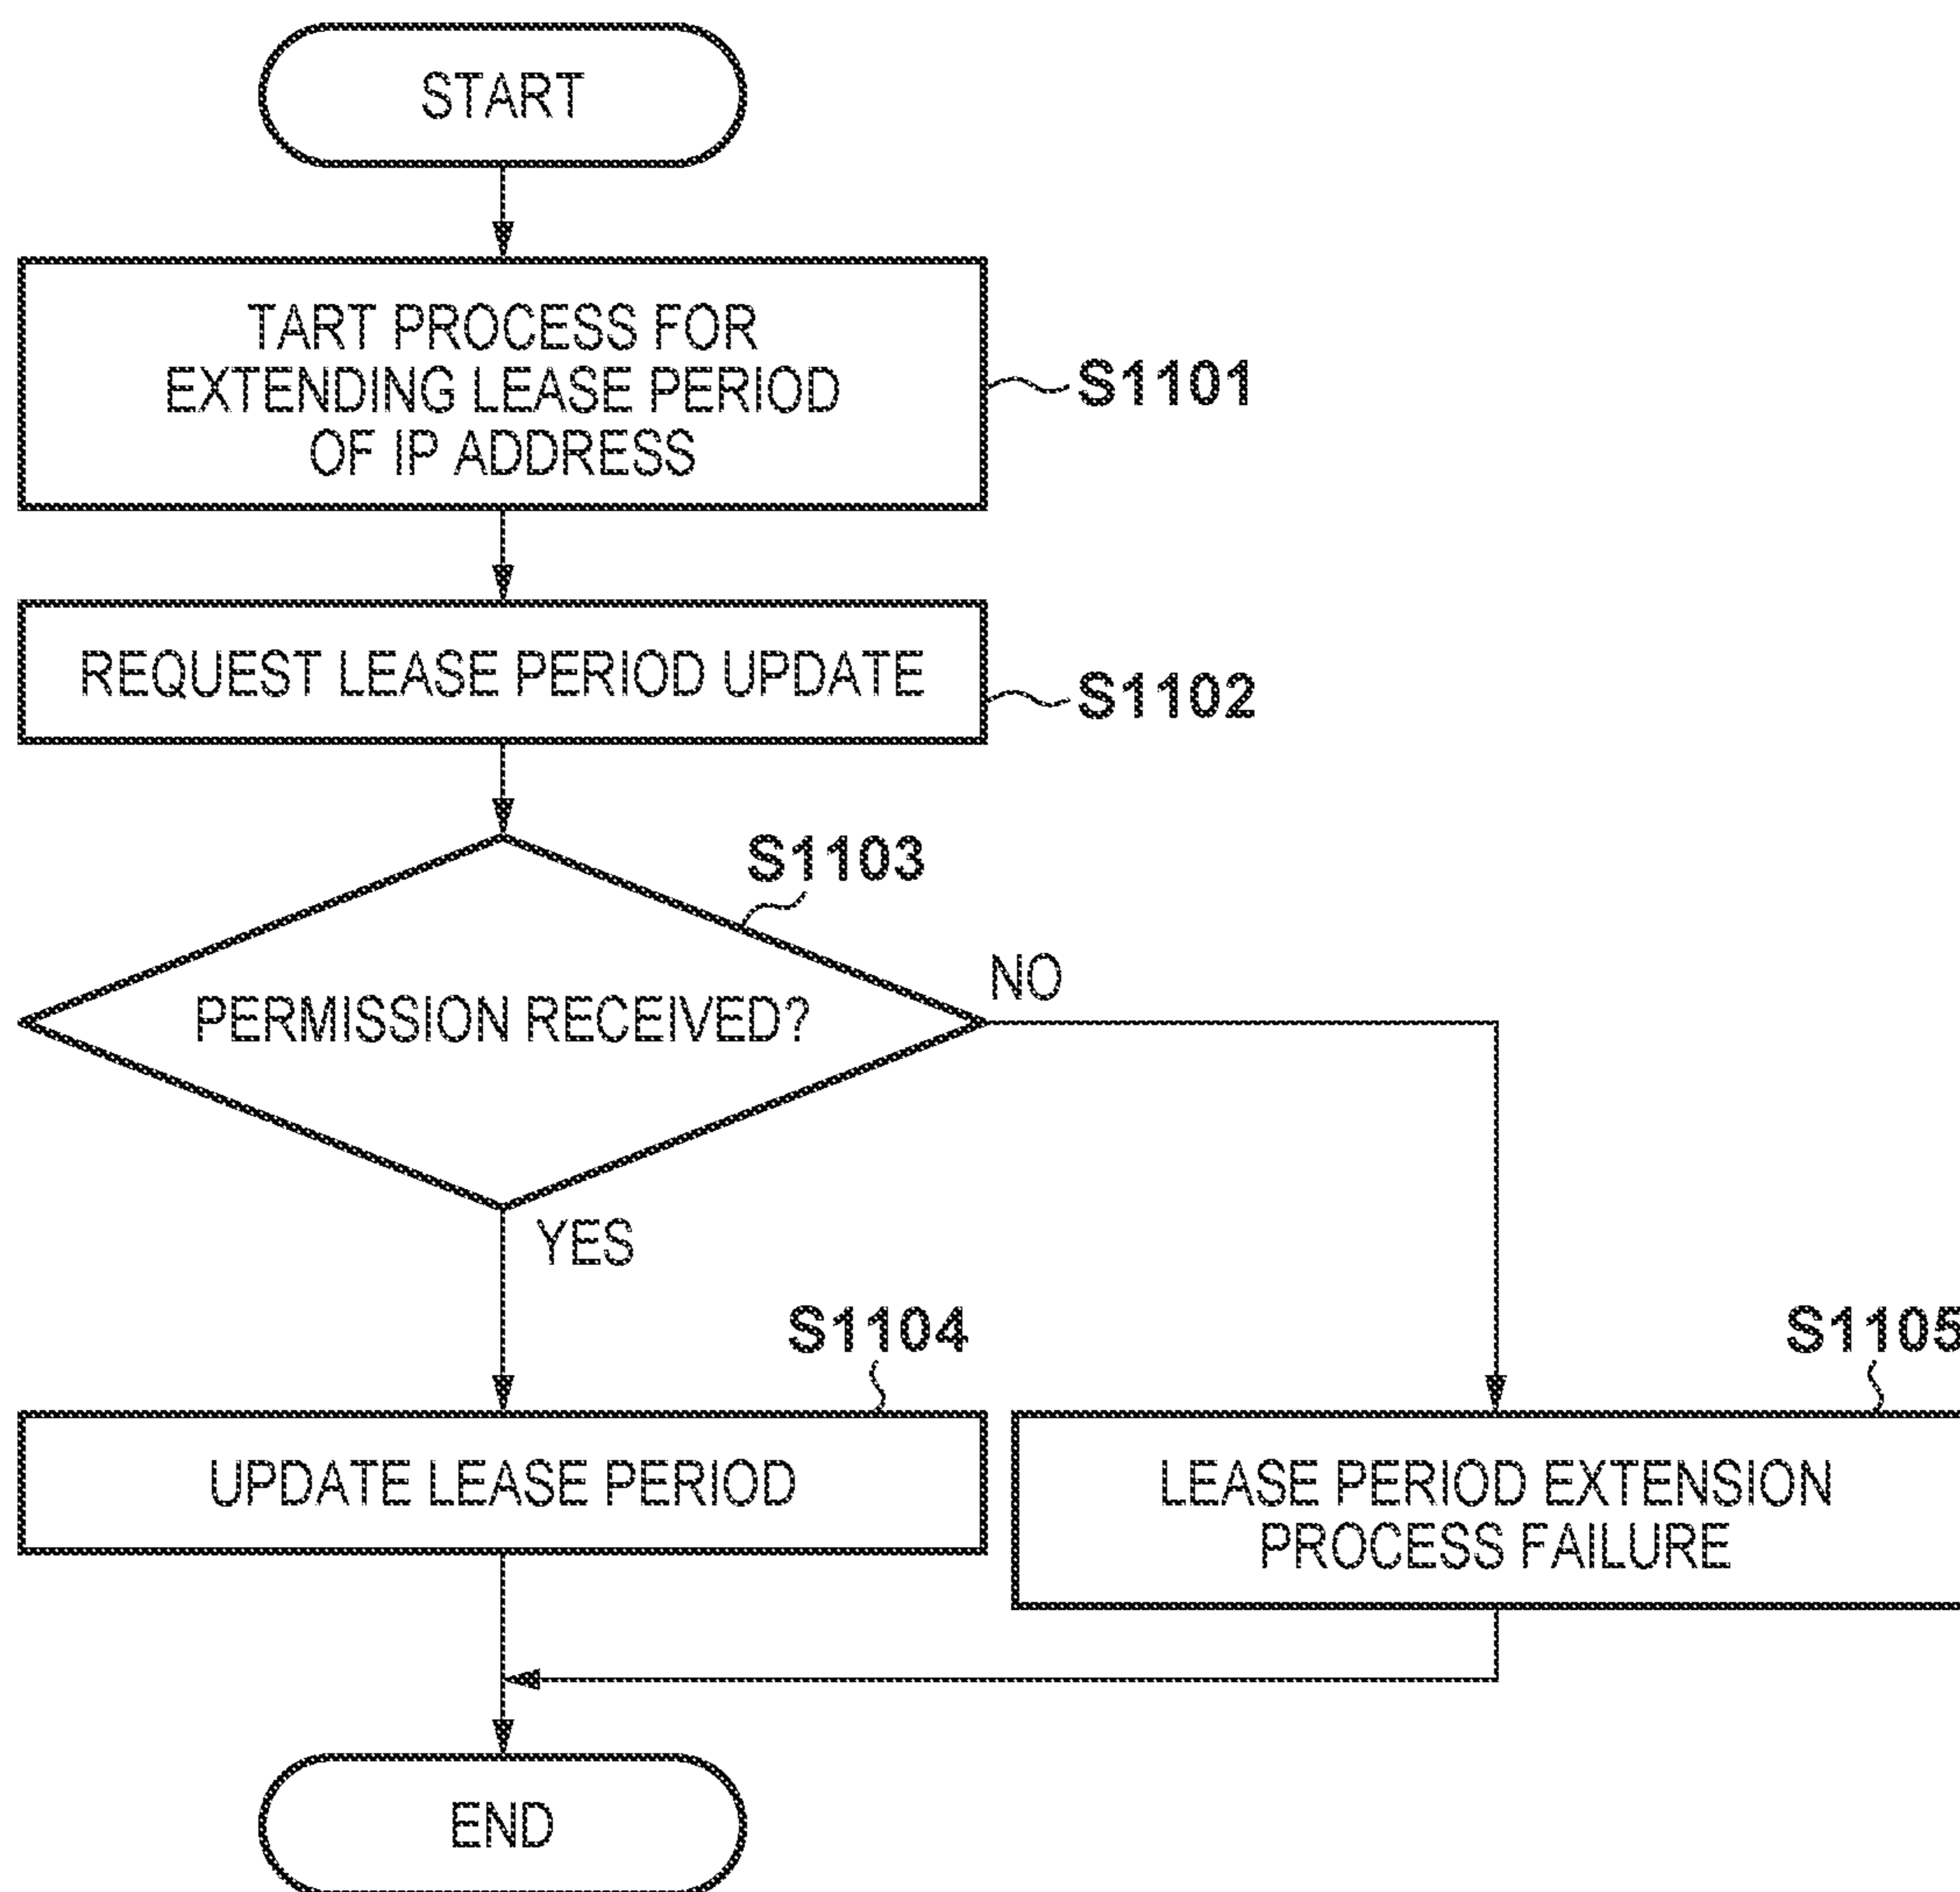 START
TART PROCESS FOR
EXTENDING LEASE PERIOD
OF IP ADDRESS
S1101
REQUEST LEASE PERIOD UPDATE
S1102
S1103
PERMISSION RECEIVED?
NO
YES
S1104
S1105
UPDATE LEASE PERIOD
LEASE PERIOD EXTENSION
PROCESS FAILURE
END